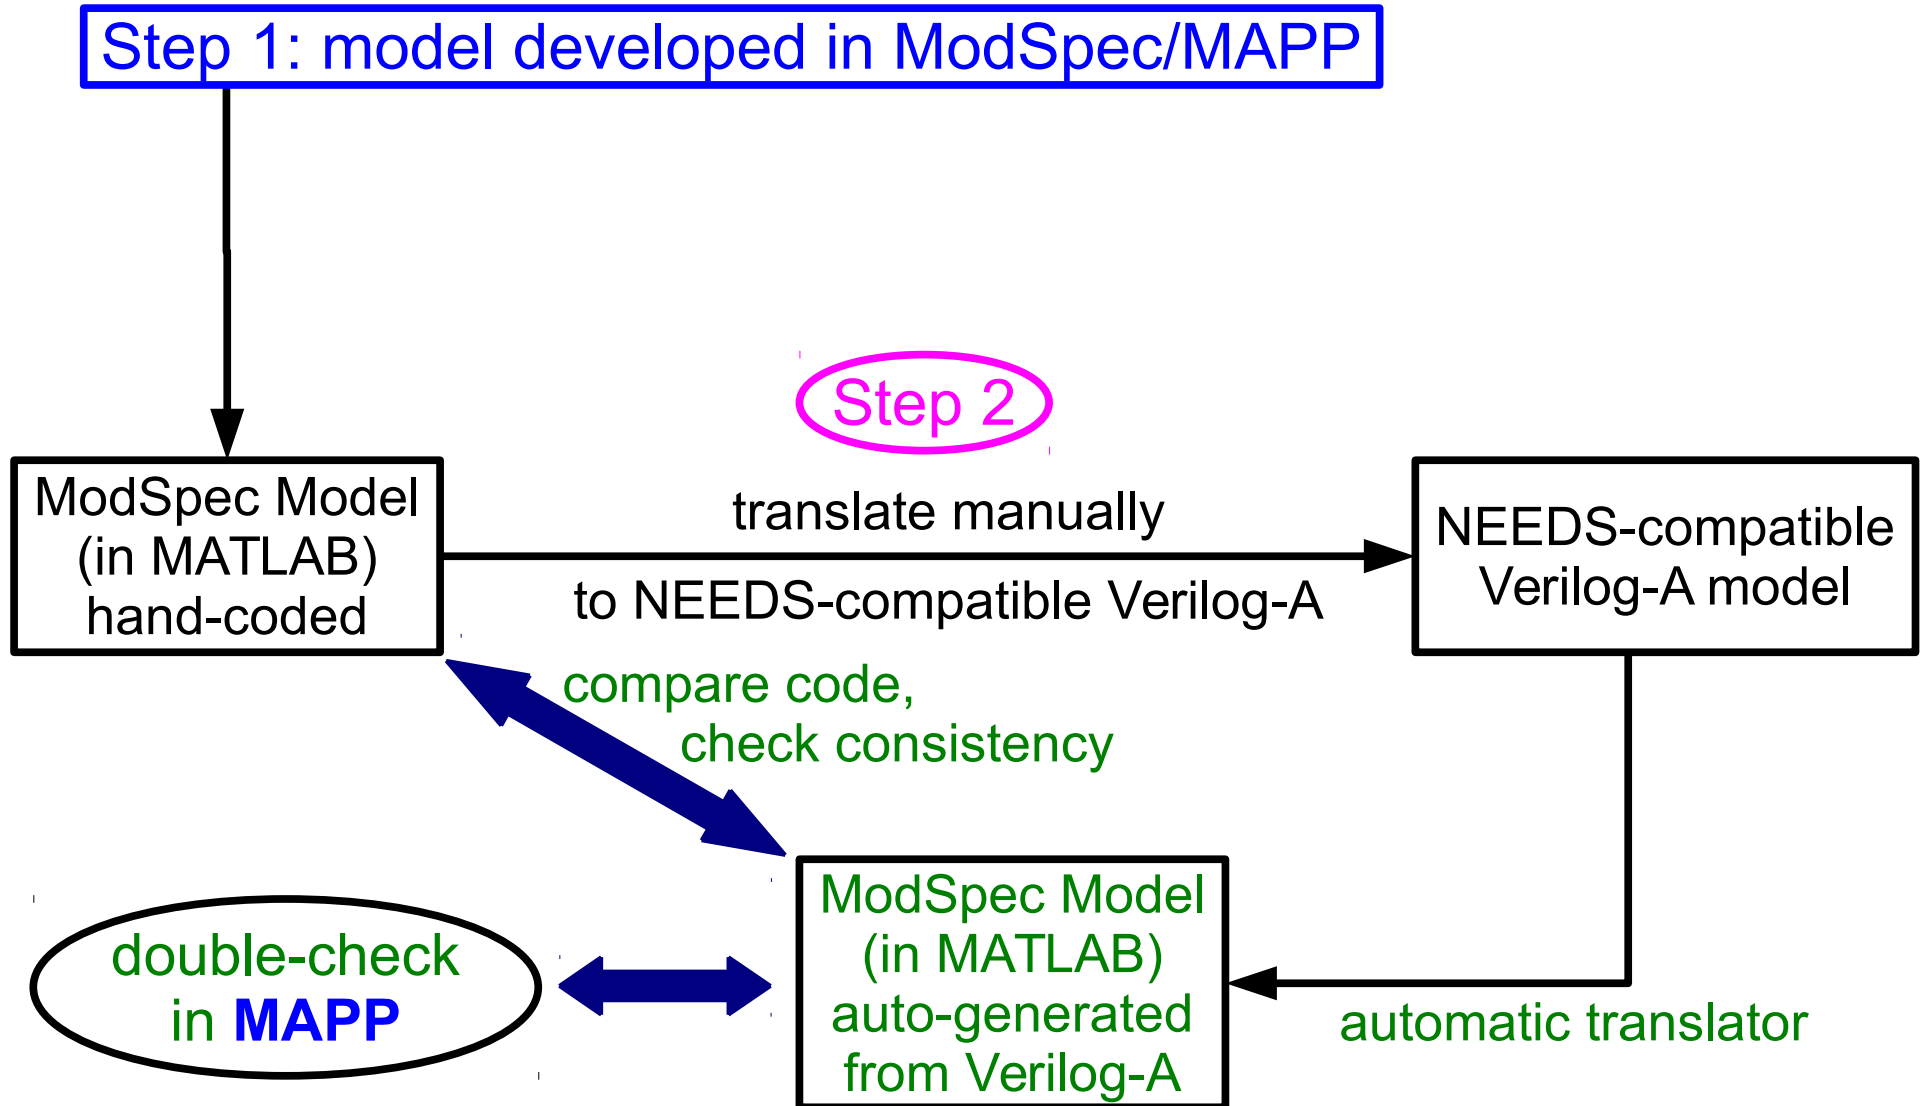 Step 1: model developed in ModSpec/MAPP
Step 2
ModSpec Model
(in MATLAB)
hand-coded
translate manually
to NEEDS-compatible Verilog-A
NEEDS-compatible
Verilog-A model
compare code,
check consistency
double-check
in MAPP
ModSpec Model
(in MATLAB)
auto-generated
from Verilog-A
automatic translator